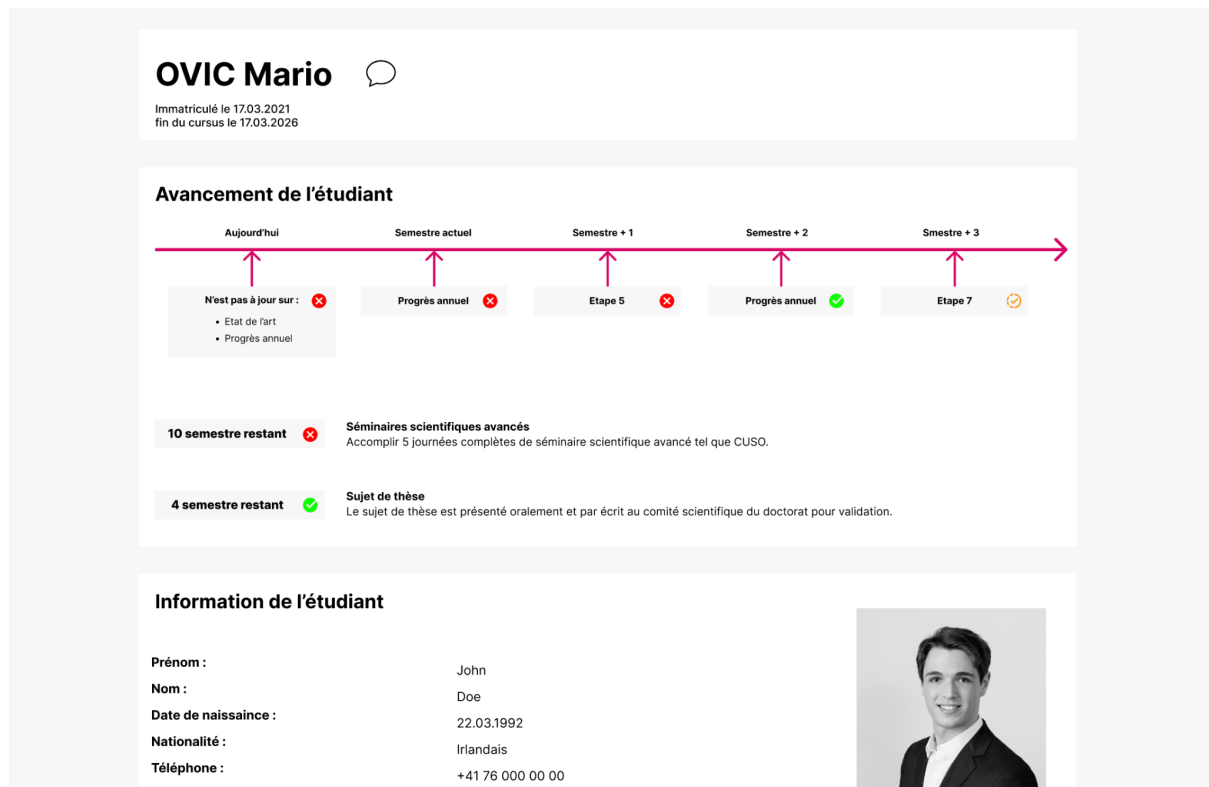 OVIC Mario
Immatriculé le 17.03.2021
fin du cursus le 17.03.2026
Avancement de l'étudiant
Aujourd'hui
Semestre actuel
Semestre + 1
Semestre + 2
Smestre + 3
N'est pas à jour sur :
• Etat de l'art
• Progrès annuel
Progrès annuel
Etape 5
Progrès annuel
Etape 7
10 semestre restant
Séminaires scientifiques avancés
Accomplir 5 journées complètes de séminaire scientifique avancé tel que CUSO.
4 semestre restant
Sujet de thèse
Le sujet de thèse est présenté oralement et par écrit au comité scientifique du doctorat pour validation.
Information de l'étudiant
Prénom :
John
Nom :
Doe
Date de naissaince :
22.03.1992
Nationalité :
Irlandais
Téléphone :
+41 76 000 00 00